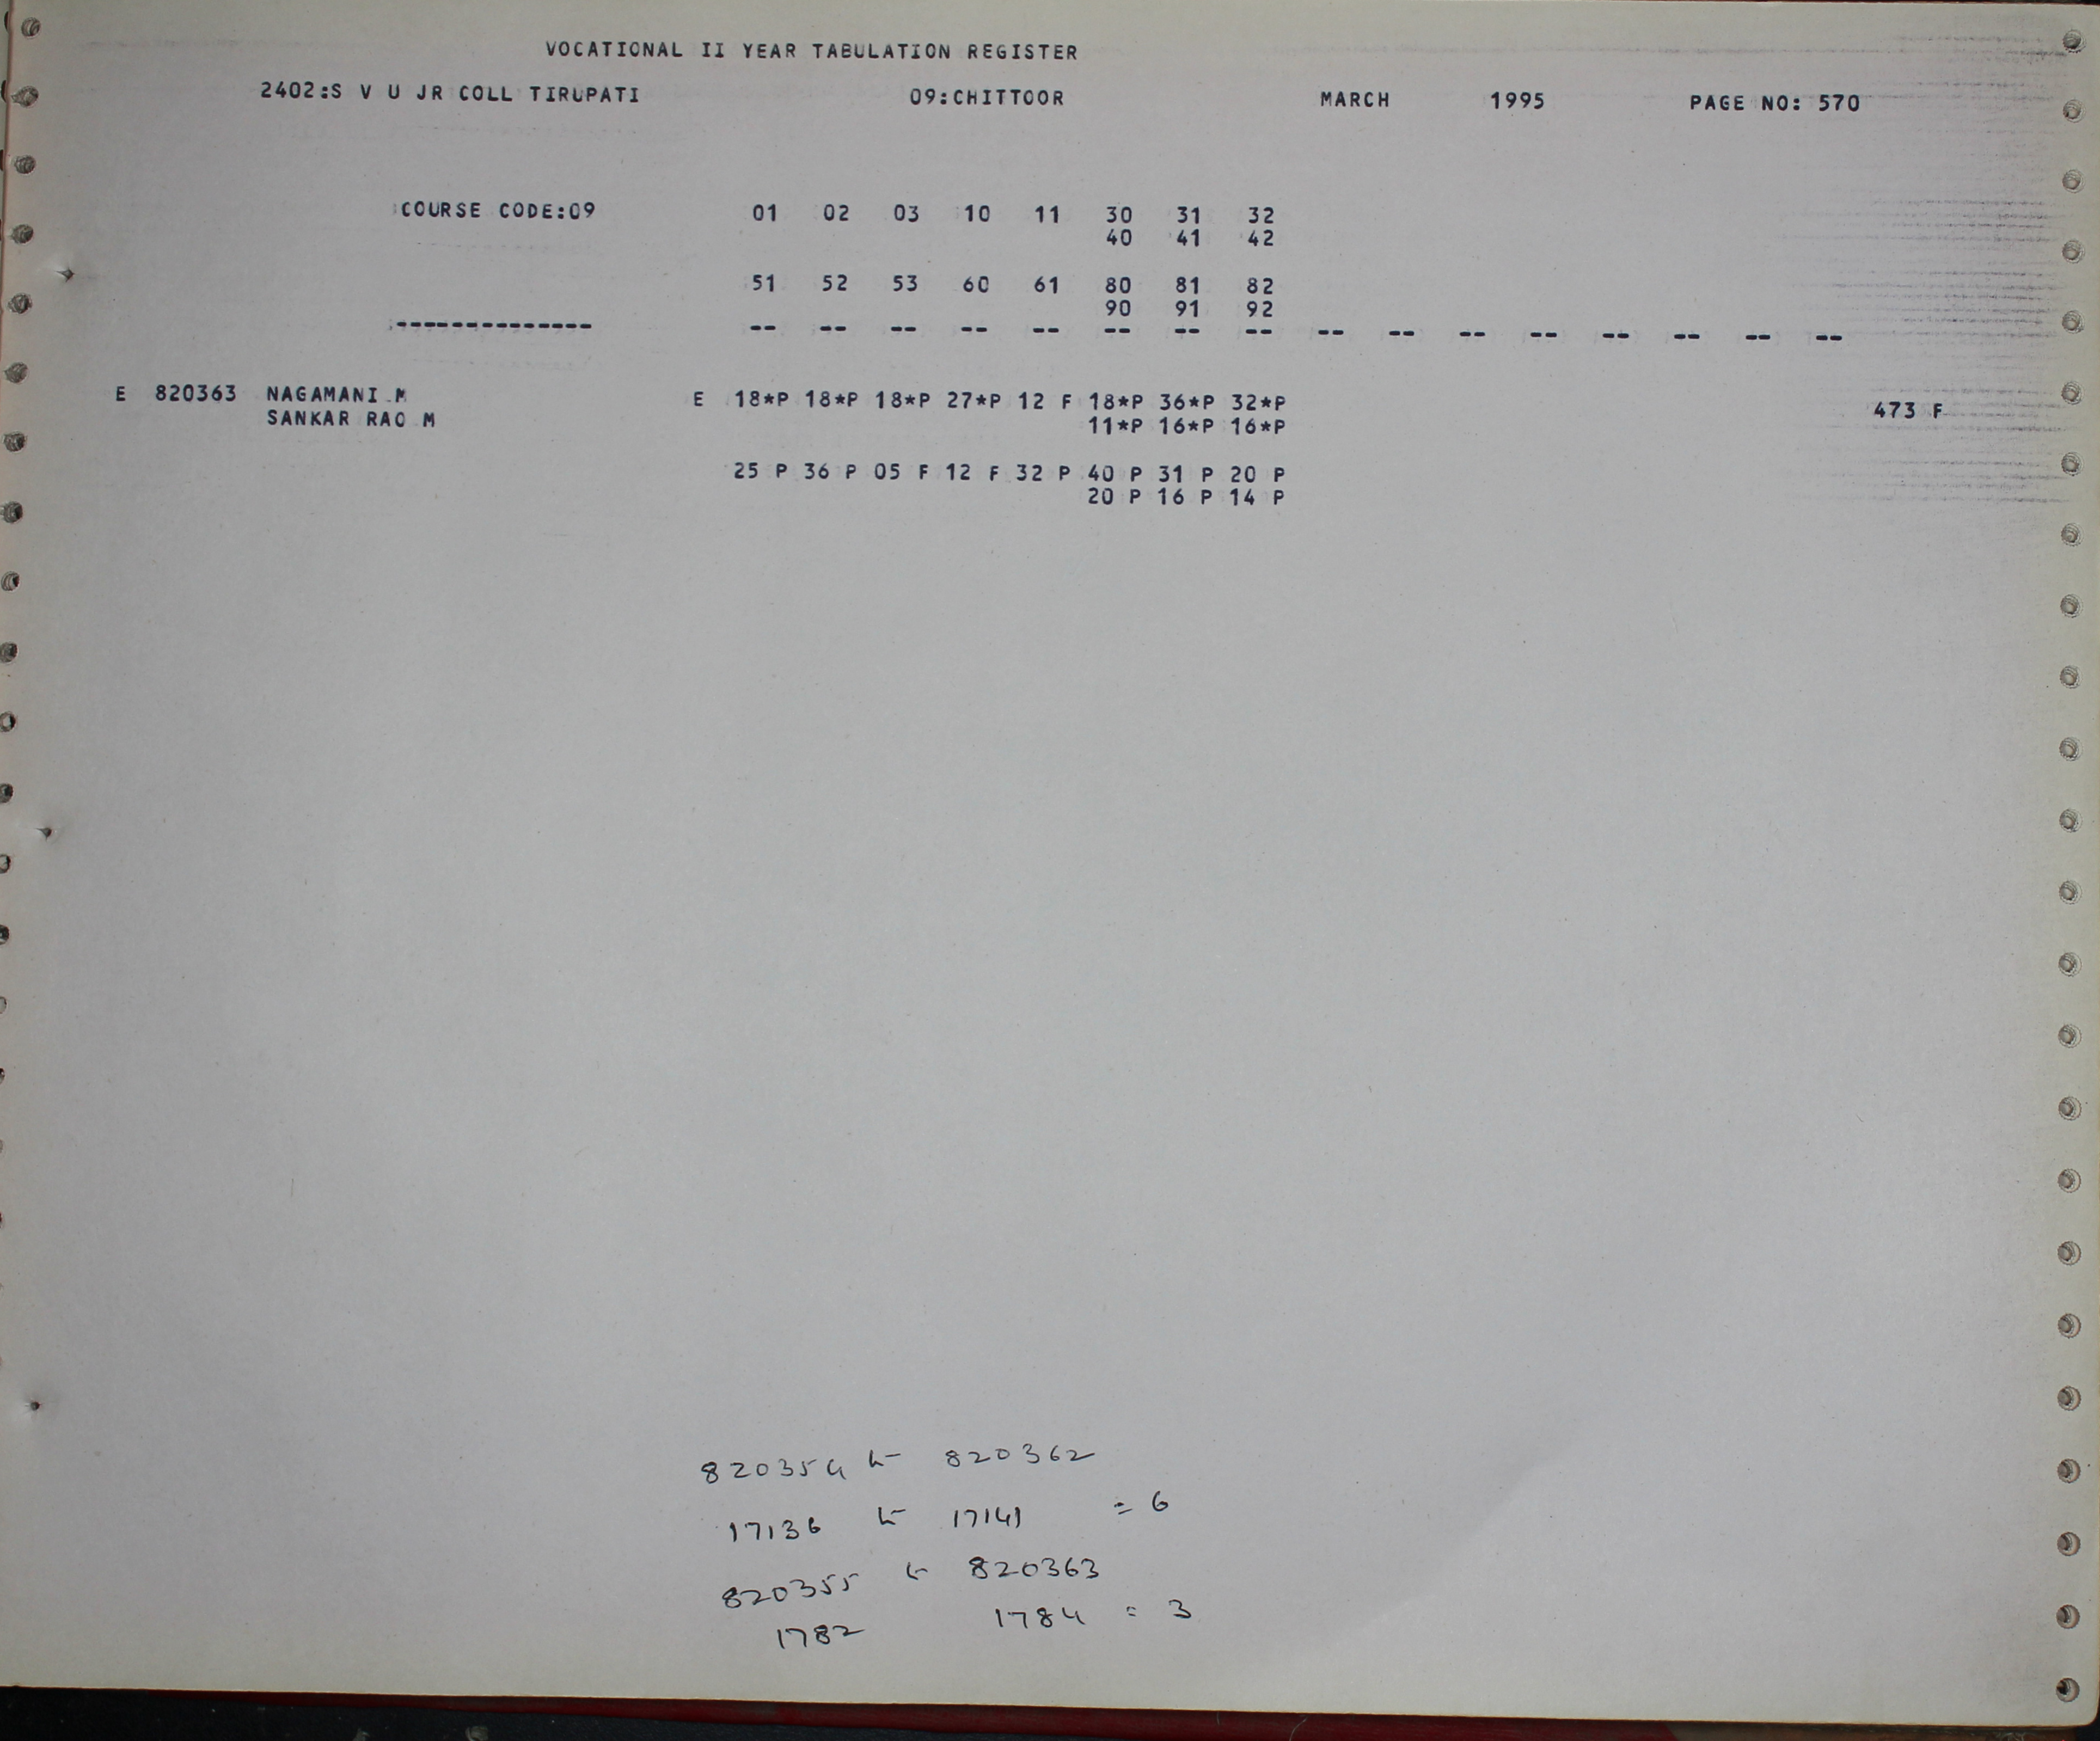 VOCATIONAL II YEAR TABULATION REGISTER
2402:S V U JR COLL TIRUPATI 09:CHITTOOR MARCH 1995 PAGE NO: 570
COURSE CODE:09 01 02 03 10 11 30 31 32
40 41 42
51 52 53 60 61 80 81 82
90 91 92
-------------- -- -- -- -- -- -- -- -- -- -- -- -- -- -- -- --
E 820363 NAGAMANI M E 18*P 18*P 18*P 27*P 12 F 18*P 36*P 32*P 473 F
SANKAR RAO M 11*P 16*P 16*P
25 P 36 P 05 F 12 F 32 P 40 P 31 P 20 P
20 P 16 P 14 P
820354 820362
17136 17141 = 6
820355 820363
1782 1784 = 3